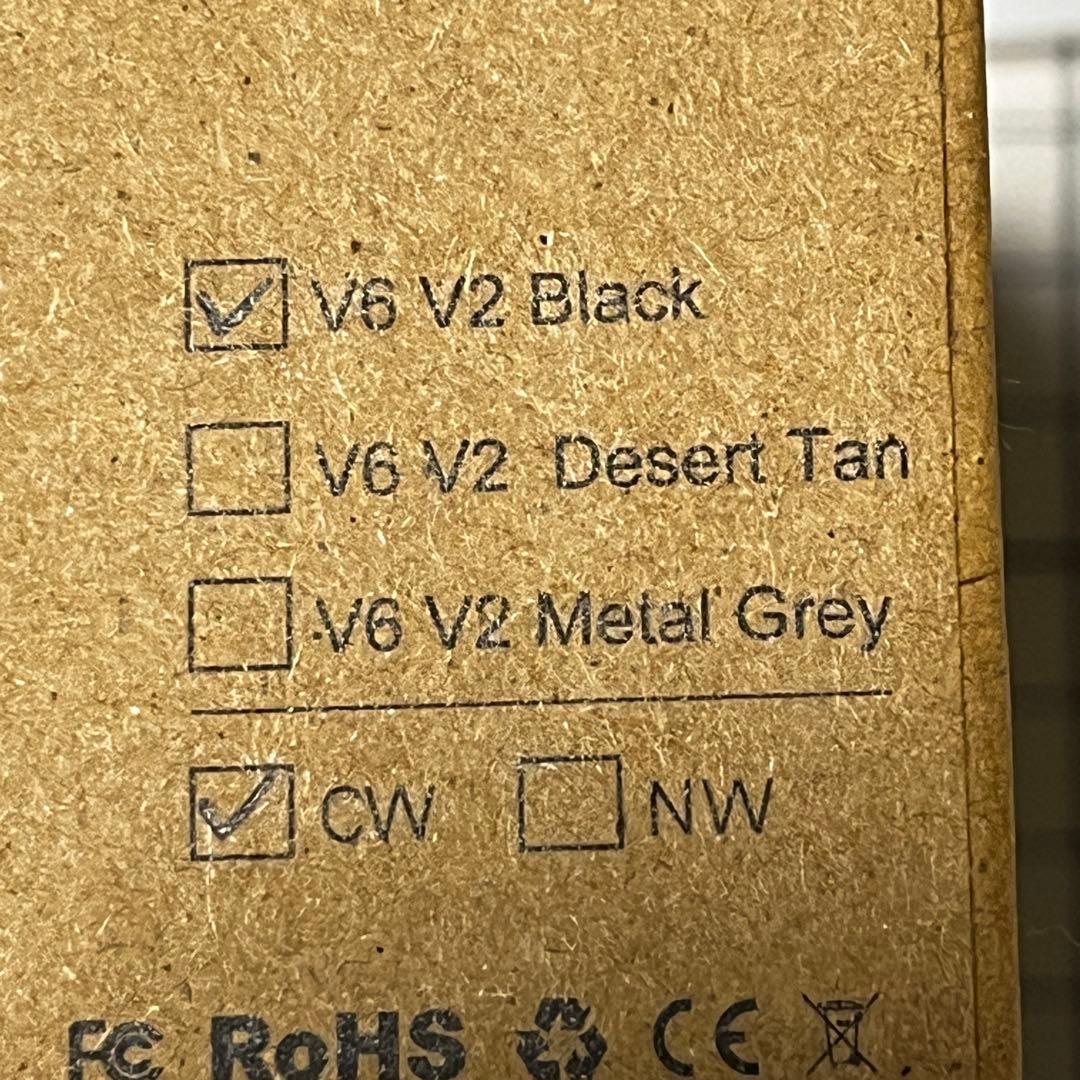 V6 V2 Black
V6 V2 Desert Tan
V6 V2 Metal Grey
CW NW
FC RoHS CE